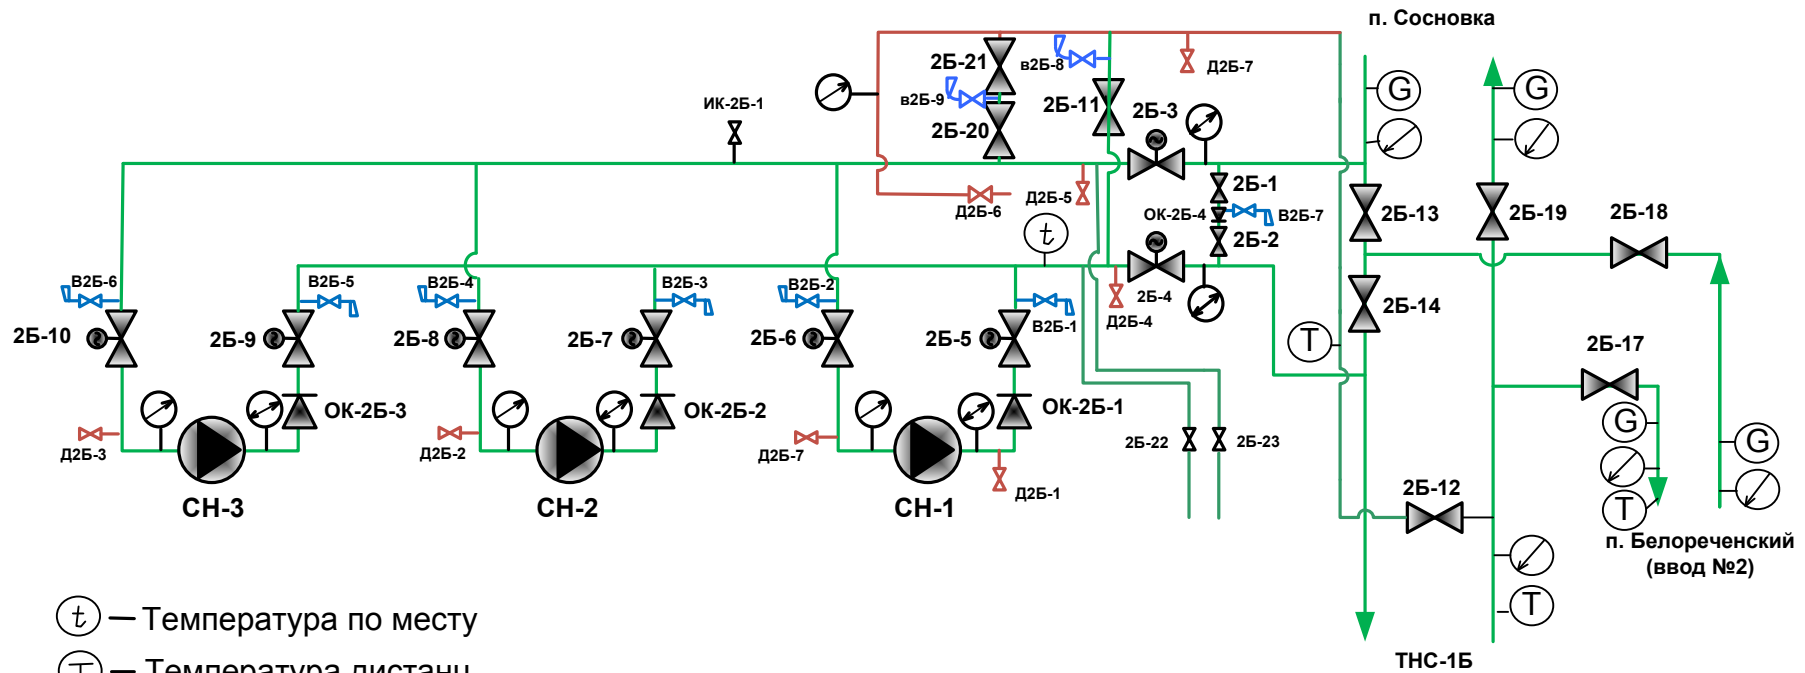 п. Сосновка
2Б-21
в2Б-8
Д2Б-7
G
G
ИК-2Б-1
в2Б-9
2Б-11
2Б-3
2Б-20
2Б-1
Д2Б-5
Д2Б-6
ОК-2Б-4
В2Б-7
2Б-13
2Б-19
2Б-18
t
2Б-2
В2Б-6
В2Б-5
В2Б-4
В2Б-3
В2Б-2
2Б-4
2Б-14
В2Б-1
Д2Б-4
2Б-10
2Б-9
2Б-8
2Б-7
2Б-6
2Б-5
T
2Б-17
ОК-2Б-3
ОК-2Б-2
ОК-2Б-1
G
G
Д2Б-3
Д2Б-2
Д2Б-7
2Б-22
2Б-23
Д2Б-1
2Б-12
T
СН-3
СН-2
СН-1
п. Белореченский
(ввод №2)
T
t – Температура по месту
T – Температура дистанц.
ТНС-1Б